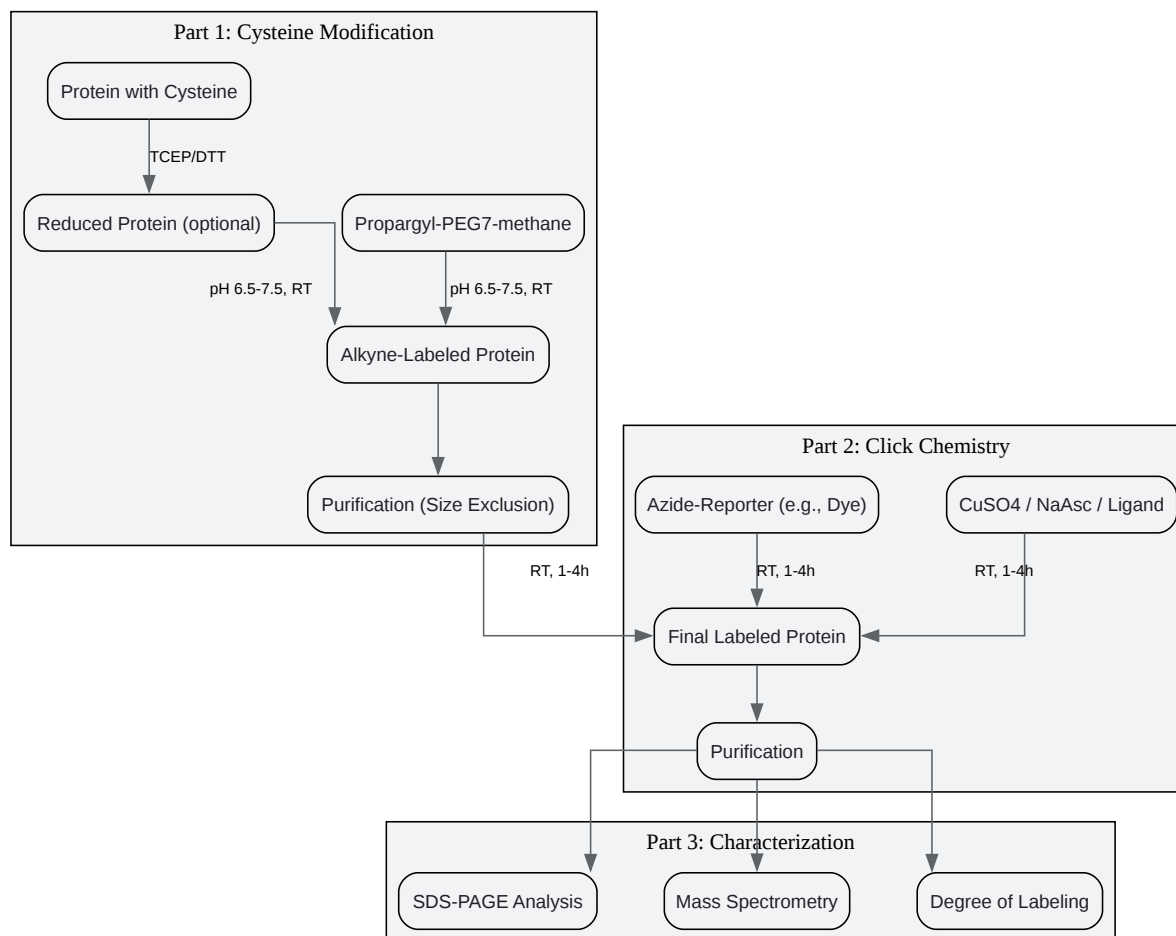 Part 1: Cysteine Modification
Protein with Cysteine
TCEP/DTT
Reduced Protein (optional)
Propargyl-PEG7-methane
pH 6.5-7.5, RT
pH 6.5-7.5, RT
Alkyne-Labeled Protein
Purification (Size Exclusion)
Part 2: Click Chemistry
Azide-Reporter (e.g., Dye)
CuSO4 / NaAsc / Ligand
RT, 1-4h
RT, 1-4h
RT, 1-4h
Final Labeled Protein
Purification
Part 3: Characterization
SDS-PAGE Analysis
Mass Spectrometry
Degree of Labeling